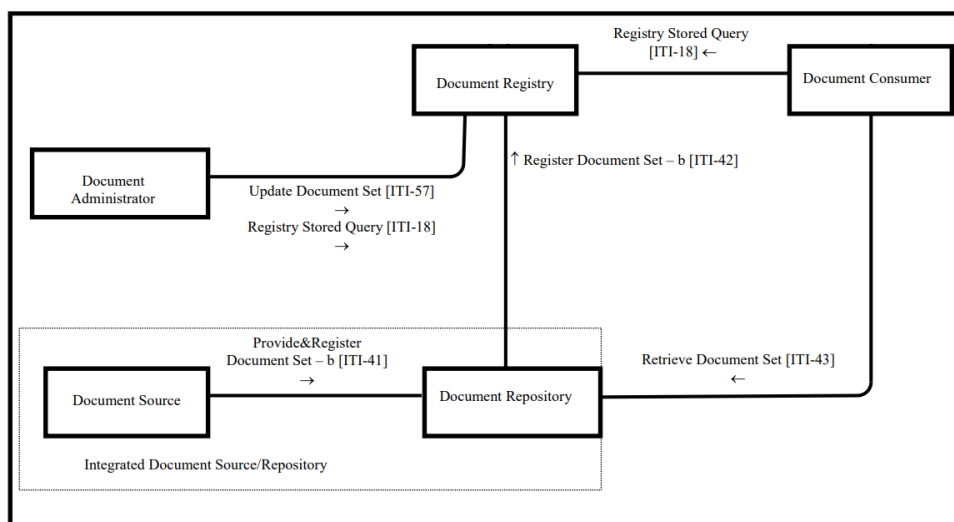 Registry Stored Query
[ITI-18] ←
Document Registry
Document Consumer
↑ Register Document Set – b [ITI-42]
Document
Administrator
Update Document Set [ITI-57]
→
Registry Stored Query [ITI-18]
→
Provide&Register
Document Set – b [ITI-41]
→
Retrieve Document Set [ITI-43]
←
Document Source
Document Repository
Integrated Document Source/Repository